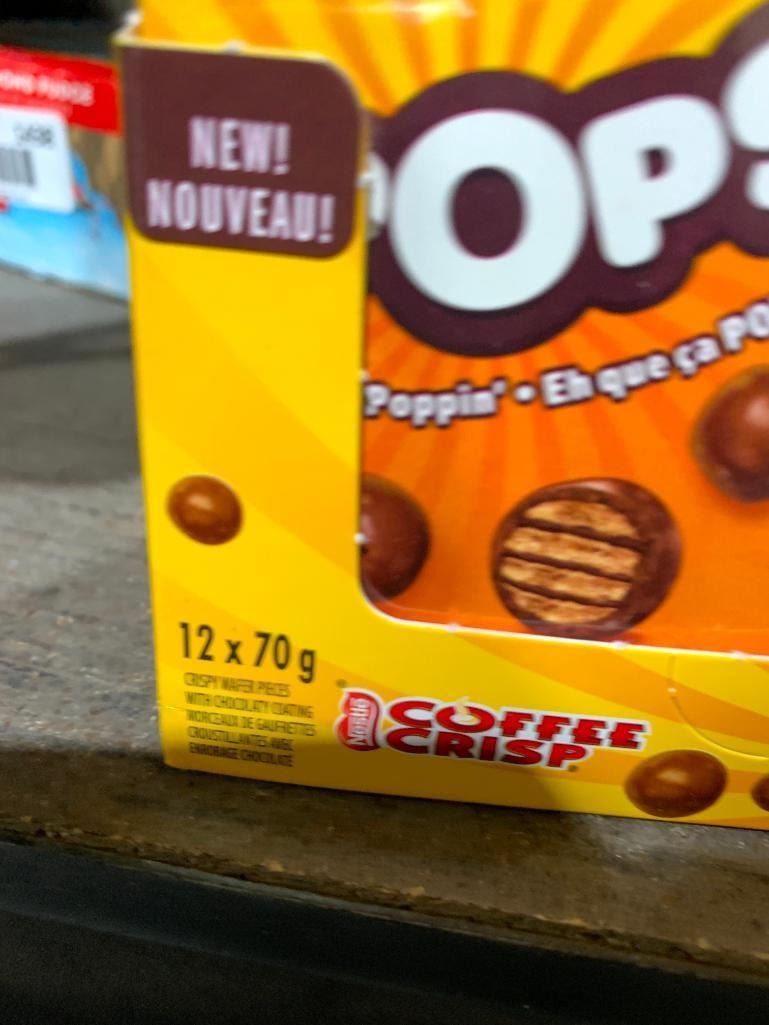 NEW!
NOUVEAU!
POPS
Poppin' • Eh que ça PO
12 x 70 g
CRISPY WAFER PIECES
WITH CHOCOLATY COATING
MORCEAUX DE GAUFRETTES
CROUSTILLANTES AVEC
ENROBAGE CHOCOLATÉ
Nestlé
COFFEE
CRISP